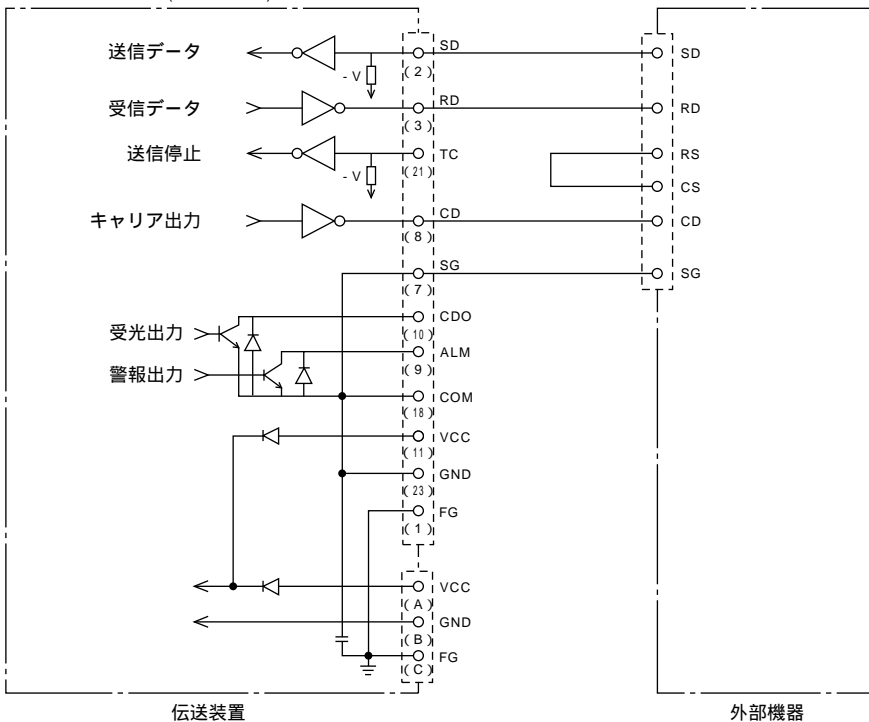 送信データ
SD
SD
- V
(2)
受信データ
RD
RD
(3)
送信停止
TC
RS
- V
(21)
CS
キャリア出力
CD
CD
(8)
SG
SG
(7)
CDO
受光出力
(10)
ALM
警報出力
(9)
COM
(18)
VCC
(11)
GND
(23)
FG
(1)
VCC
(A)
GND
(B)
FG
(C)
伝送装置
外部機器